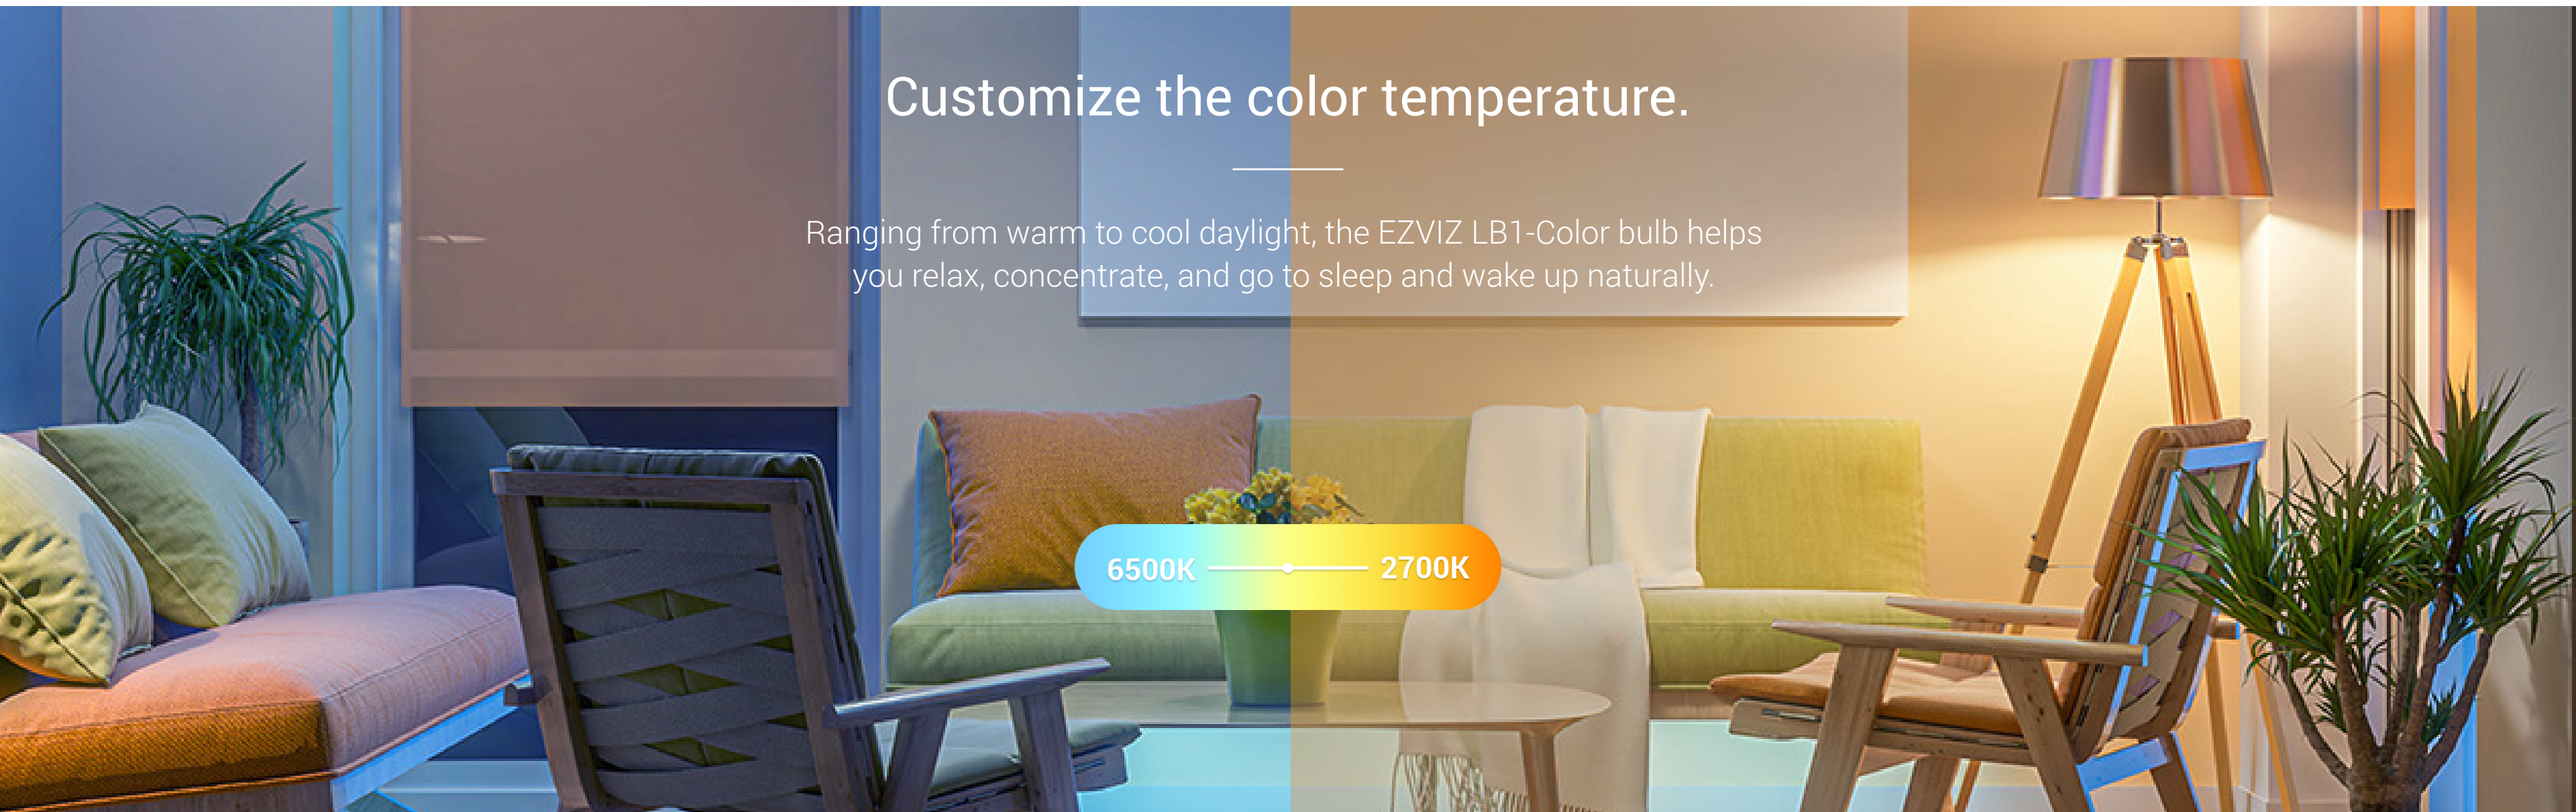 Customize the color temperature.
Ranging from warm to cool daylight, the EZVIZ LB1-Color bulb helps
you relax, concentrate, and go to sleep and wake up naturally.
6500K 2700K